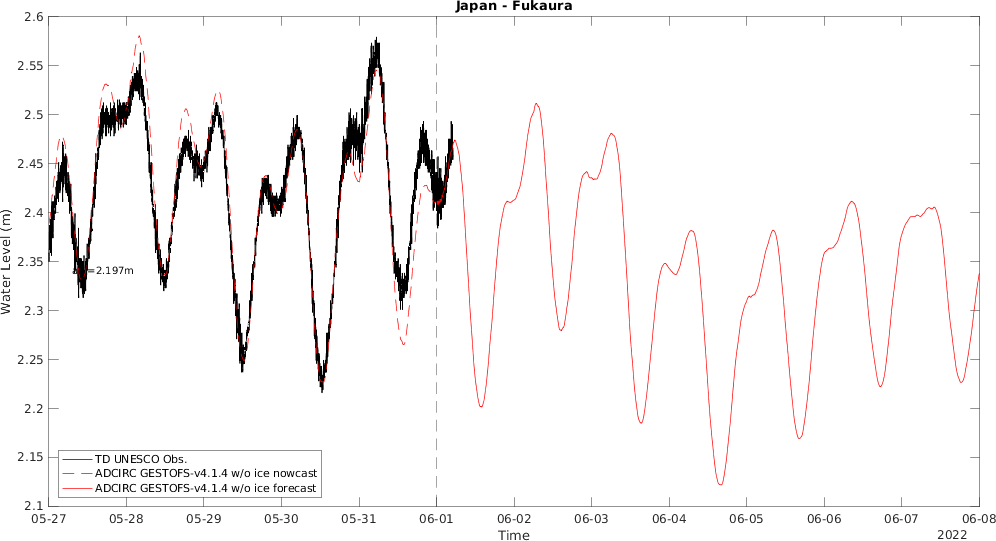 Japan - Fukaura
2.6
2.55
2.5
2.45
2.4
2.35
2.3
2.25
2.2
2.15
2.1
Water Level (m)
=2.197m
TD UNESCO Obs.
ADCIRC GESTOFS-v4.1.4 w/o ice nowcast
ADCIRC GESTOFS-v4.1.4 w/o ice forecast
05-27 05-28 05-29 05-30 05-31 06-01 06-02 06-03 06-04 06-05 06-06 06-07 06-08
Time
2022